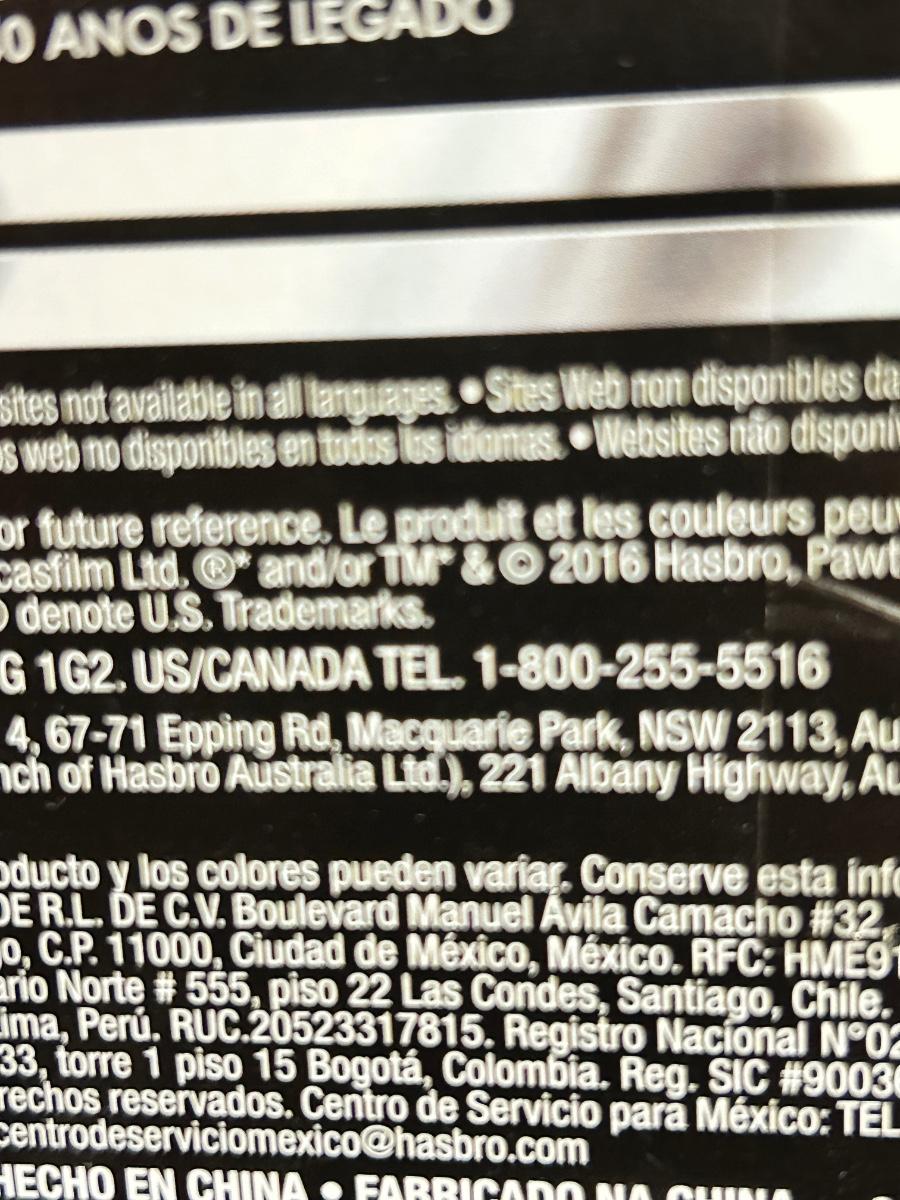 0 ANOS DE LEGADO
sites not available in all languages. • Sites Web non disponibles da
s web no disponibles en todos los idiomas. • Websites não disponív
or future reference. Le produit et les couleurs peuv
casfilm Ltd. ®* and/or TM* & © 2016 Hasbro, Pawt
denote U.S. Trademarks.
G 1G2. US/CANADA TEL. 1-800-255-5516
4, 67-71 Epping Rd, Macquarie Park, NSW 2113, Au
nch of Hasbro Australia Ltd.), 221 Albany Highway, Au
oducto y los colores pueden variar. Conserve esta info
DE R.L. DE C.V. Boulevard Manuel Ávila Camacho #32,
o, C.P. 11000, Ciudad de México, México. RFC: HME91
ario Norte # 555, piso 22 Las Condes, Santiago, Chile.
ima, Perú. RUC.20523317815. Registro Nacional N°02
33, torre 1 piso 15 Bogotá, Colombia. Reg. SIC #90036
rechos reservados. Centro de Servicio para México: TEL
centrodeserviciomexico@hasbro.com
HECHO EN CHINA • FABRICADO NA CHINA